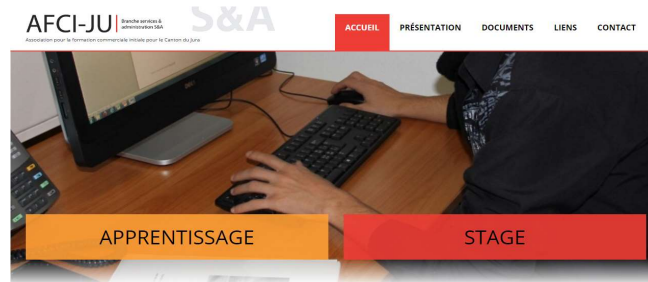 AFCI-JU
Branche services &
administration S&A
Association pour la formation commerciale initiale pour le Canton du Jura
S&A
ACCUEIL PRÉSENTATION DOCUMENTS LIENS CONTACT
APPRENTISSAGE
STAGE